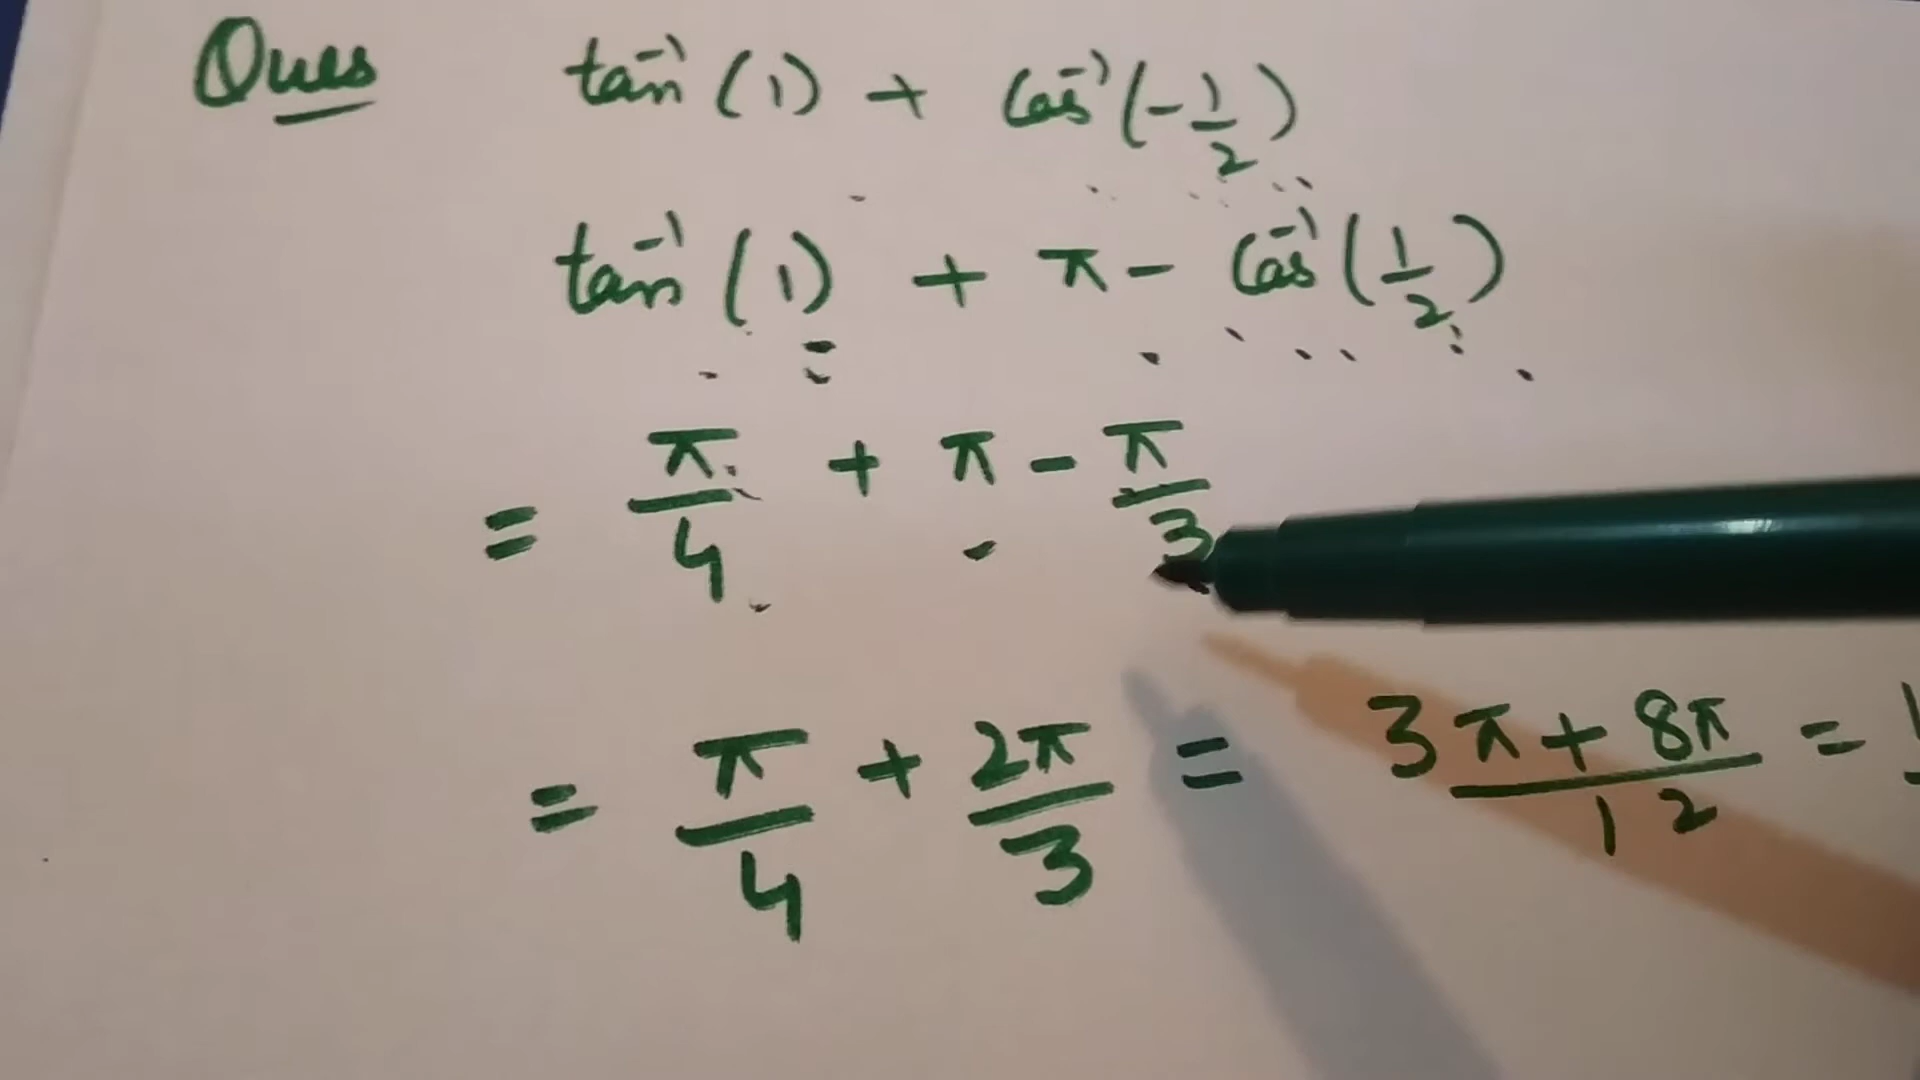 Ques tan⁻¹(1) + cos⁻¹(-1/2)
tan⁻¹(1) + π - cos⁻¹(1/2)
= π/4 + π - π/3
= π/4 + 2π/3 = 3π + 8π/12 =